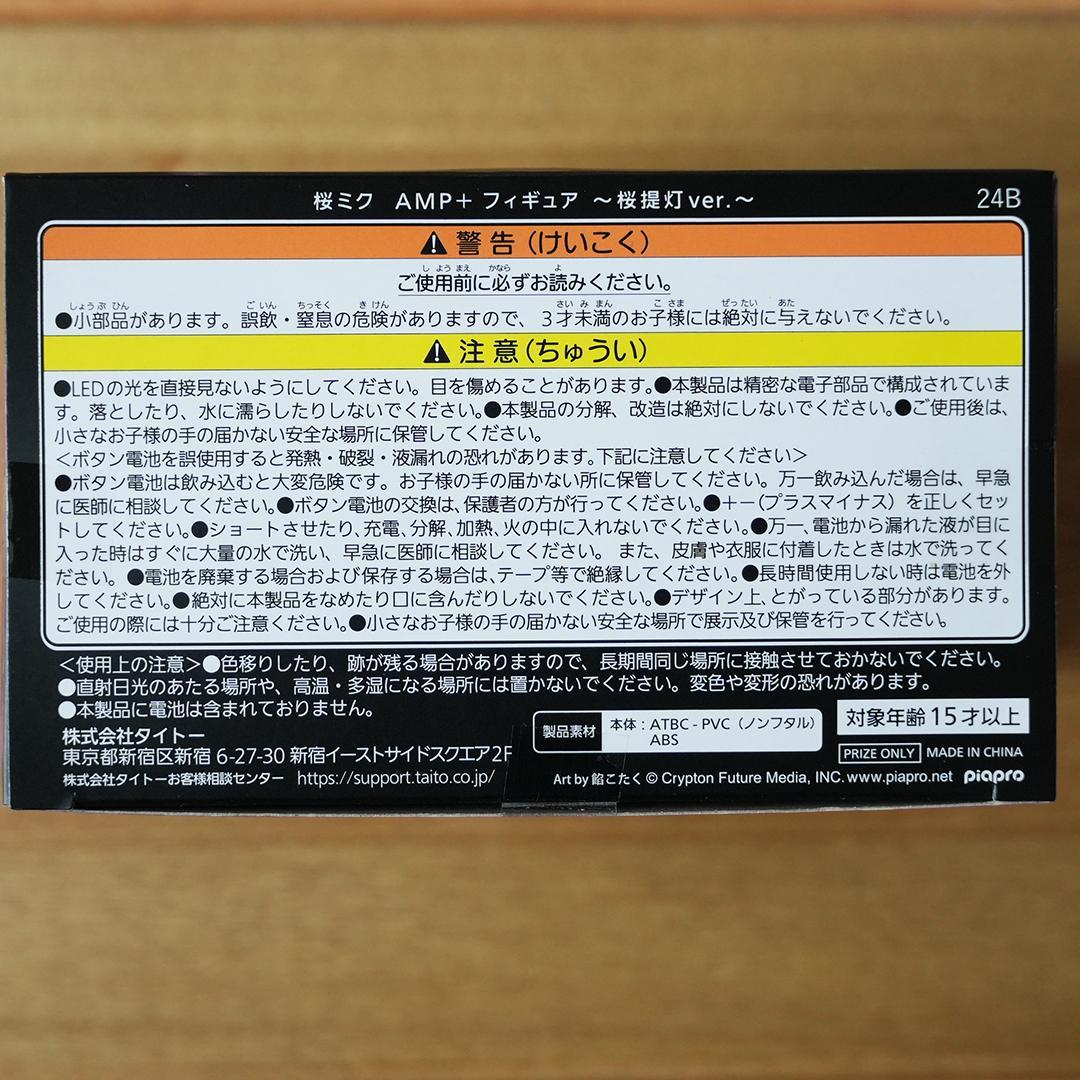 桜ミク AMP+ フィギュア ～桜提灯ver.～
24B
⚠ 警告（けいこく）
ご使用前に必ずお読みください。
●小部品があります。誤飲・窒息の危険がありますので、3才未満のお子様には絶対に与えないでください。
⚠ 注意（ちゅうい）
●LEDの光を直接見ないようにしてください。目を傷めることがあります。●本製品は精密な電子部品で構成されていま
す。落としたり、水に濡らしたりしないでください。●本製品の分解、改造は絶対にしないでください。●ご使用後は、
小さなお子様の手の届かない安全な場所に保管してください。
＜ボタン電池を誤使用すると発熱・破裂・液漏れの恐れがあります。下記に注意してください＞
●ボタン電池は飲み込むと大変危険です。お子様の手の届かない所に保管してください。万一飲み込んだ場合は、早急
に医師に相談してください。●ボタン電池の交換は、保護者の方が行ってください。●＋－（プラスマイナス）を正しくセッ
トしてください。●ショートさせたり、充電、分解、加熱、火の中に入れないでください。●万一、電池から漏れた液が目に
入った時はすぐに大量の水で洗い、早急に医師に相談してください。また、皮膚や衣服に付着したときは水で洗ってく
ださい。●電池を廃棄する場合および保存する場合は、テープ等で絶縁してください。●長時間使用しない時は電池を外
してください。●絶対に本製品をなめたり口に含んだりしないでください。●デザイン上、とがっている部分があります。
ご使用の際には十分ご注意ください。●小さなお子様の手の届かない安全な場所で展示及び保管を行ってください。
＜使用上の注意＞●色移りしたり、跡が残る場合がありますので、長期間同じ場所に接触させておかないでください。
●直射日光のあたる場所や、高温・多湿になる場所には置かないでください。変色や変形の恐れがあります。
●本製品に電池は含まれておりません。
株式会社タイトー
東京都新宿区新宿 6-27-30 新宿イーストサイドスクエア2F
株式会社タイトーお客様相談センター https://support.taito.co.jp/
製品素材
本体：ATBC-PVC（ノンフタル）
ABS
対象年齢15才以上
PRIZE ONLY MADE IN CHINA
Art by 餡こたく © Crypton Future Media, INC. www.piapro.net piapro